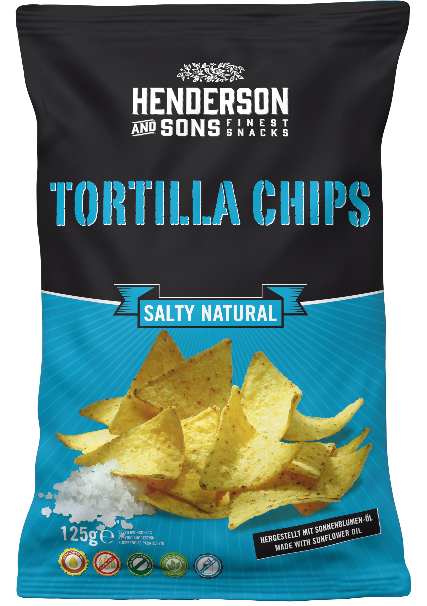 HENDERSON
AND SONS FINEST SNACKS
TORTILLA CHIPS
SALTY NATURAL
125g℮
HERGESTELLT MIT SONNENBLUMEN-ÖL
MADE WITH SUNFLOWER OIL